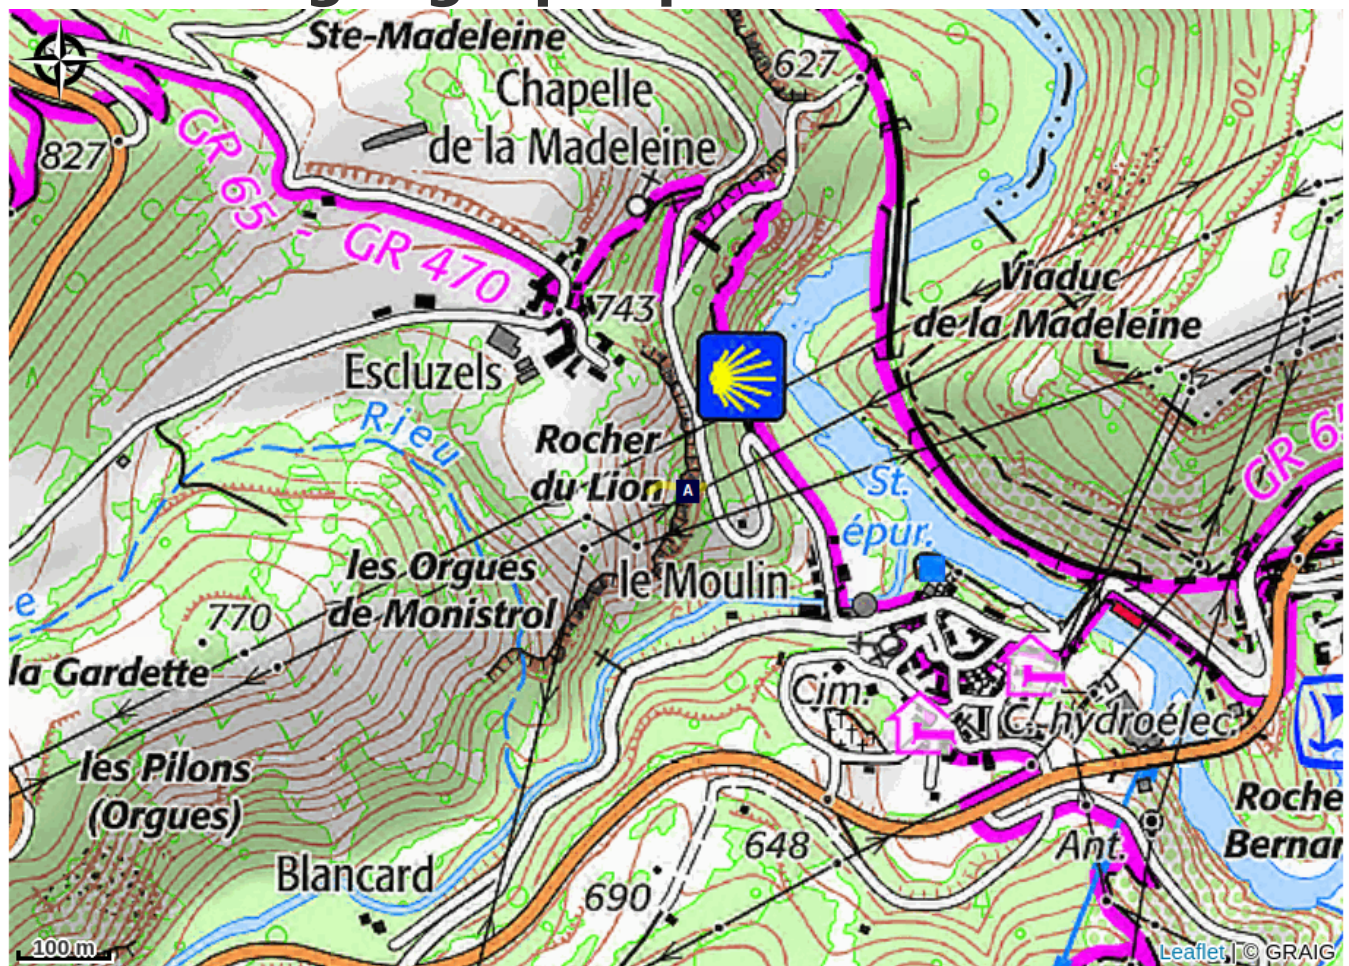 Ste-Madeleine
627
Chapelle
de la Madeleine
700
827
GR 65
GR 470
743
Viaduc
de la Madeleine
Escluzels
Rieu
Rocher
du Lion
A
St.
épur.
GR 65
les Orgues
de Monistrol
le Moulin
e
770
la Gardette
Cim.
C. hydroélec.
les Pilons
(Orgues)
Roche
Bernar
648
Ant.
Blancard
690
100 m
Leaflet | © GRAIG